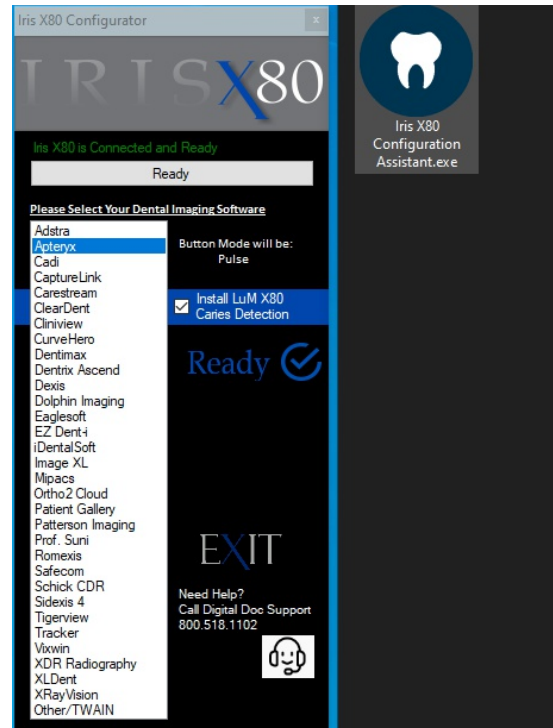 Iris X80 Configurator
x
IRISX80
Iris X80 is Connected and Ready
Ready
Please Select Your Dental Imaging Software
Adstra
Apteryx
Cadi
CaptureLink
Carestream
ClearDent
Cliniview
CurveHero
Dentimax
Dentrix Ascend
Dexis
Dolphin Imaging
Eaglesoft
EZ Dent-i
iDentalSoft
Image XL
Mipacs
Ortho2 Cloud
Patient Gallery
Patterson Imaging
Prof. Suni
Romexis
Safecom
Schick CDR
Sidexis 4
Tigerview
Tracker
Vixwin
XDR Radiography
XLDent
XRayVision
Other/TWAIN
Button Mode will be:
Pulse
Install LuM X80
Caries Detection
Ready
EXIT
Need Help?
Call Digital Doc Support
800.518.1102
Iris X80
Configuration
Assistant.exe